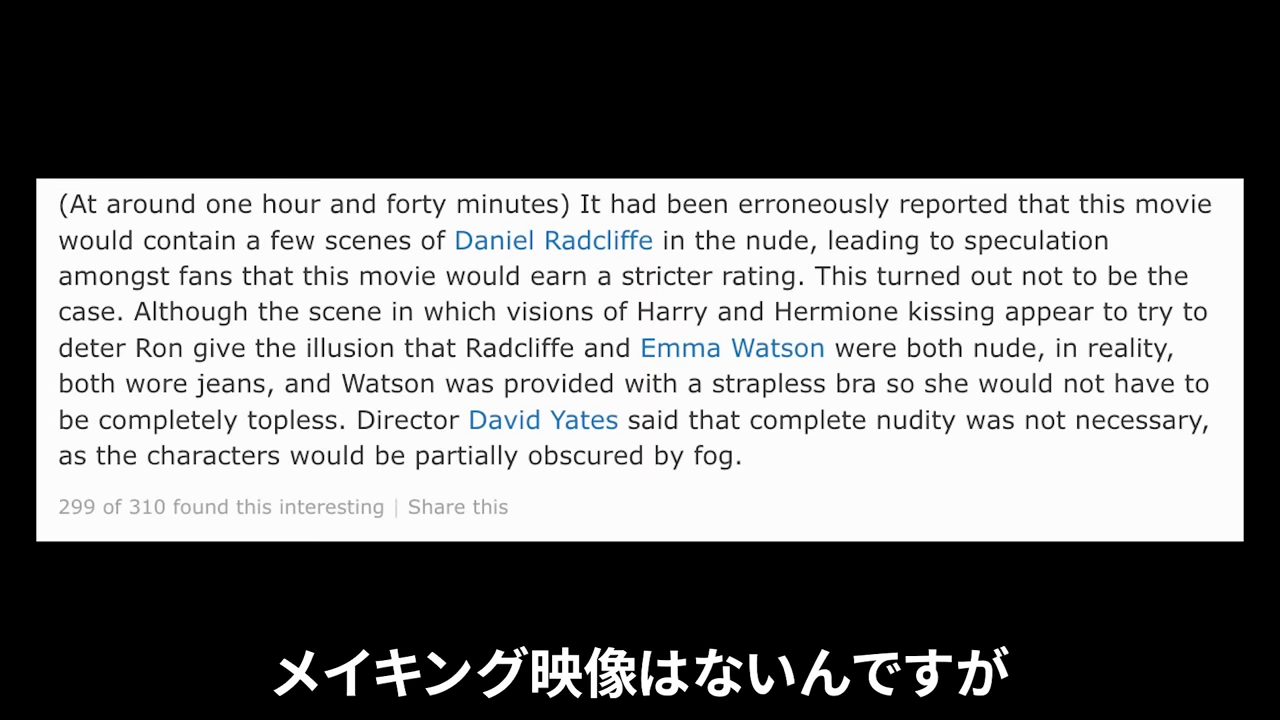 (At around one hour and forty minutes) It had been erroneously reported that this movie
would contain a few scenes of Daniel Radcliffe in the nude, leading to speculation
amongst fans that this movie would earn a stricter rating. This turned out not to be the
case. Although the scene in which visions of Harry and Hermione kissing appear to try to
deter Ron give the illusion that Radcliffe and Emma Watson were both nude, in reality,
both wore jeans, and Watson was provided with a strapless bra so she would not have to
be completely topless. Director David Yates said that complete nudity was not necessary,
as the characters would be partially obscured by fog.
299 of 310 found this interesting | Share this
メイキング映像はないんですが